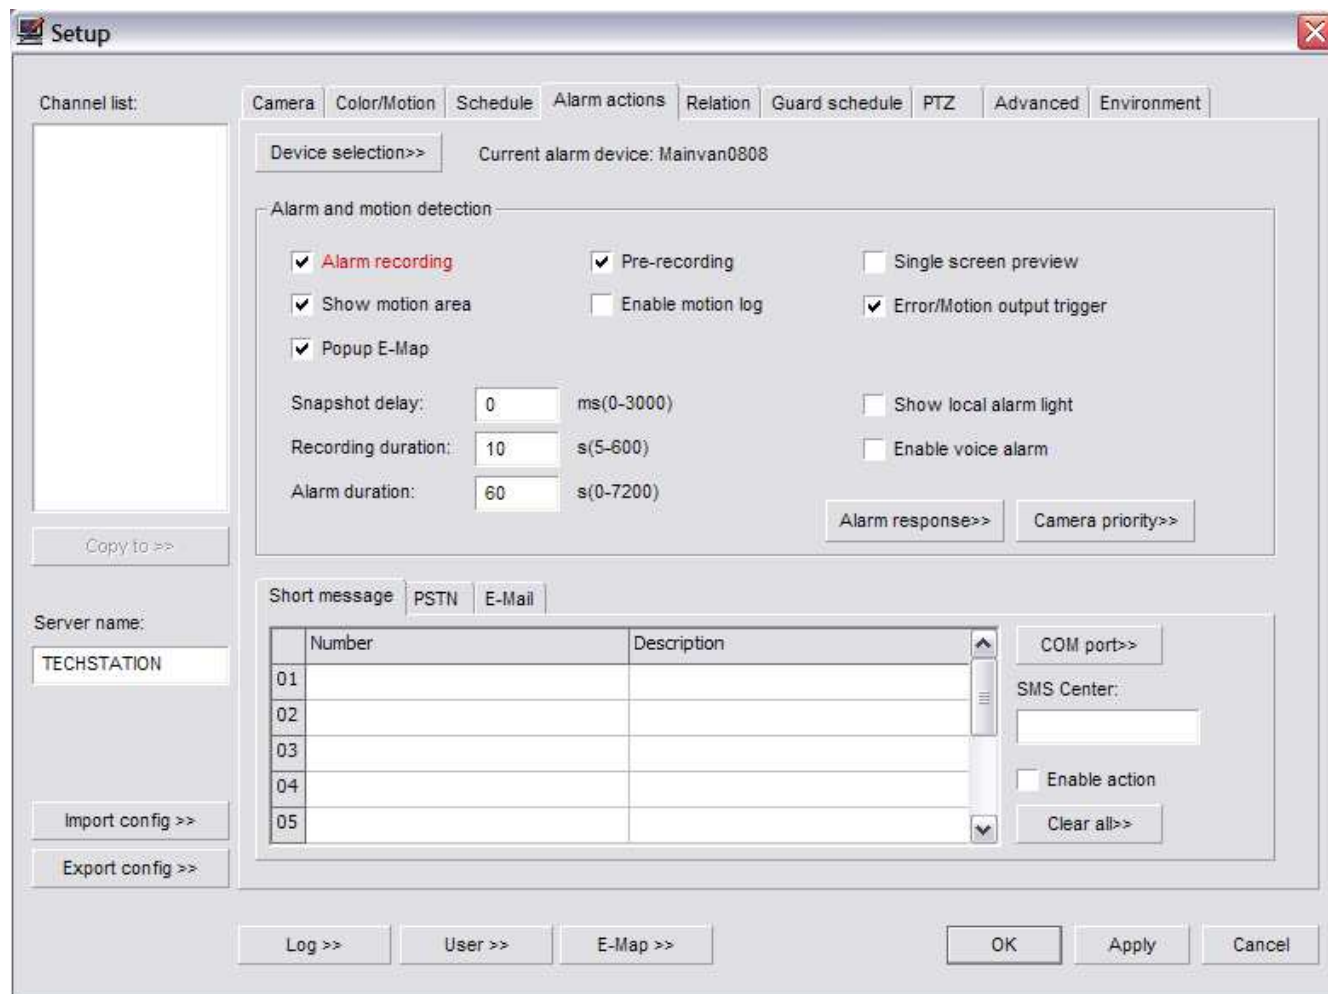 Setup
Channel list:
Camera Color/Motion Schedule Alarm actions Relation Guard schedule PTZ Advanced Environment
Device selection>> Current alarm device: Mainvan0808
Alarm and motion detection
Alarm recording Pre-recording Single screen preview
Show motion area Enable motion log Error/Motion output trigger
Popup E-Map
Snapshot delay: 0 ms(0-3000) Show local alarm light
Recording duration: 10 s(5-600) Enable voice alarm
Alarm duration: 60 s(0-7200)
Alarm response>> Camera priority>>
Copy to >>
Short message PSTN E-Mail
Server name:
TECHSTATION
Number Description COM port>>
01
SMS Center:
02
03
04 Enable action
05 Clear all>>
Import config >>
Export config >>
Log >> User >> E-Map >> OK Apply Cancel